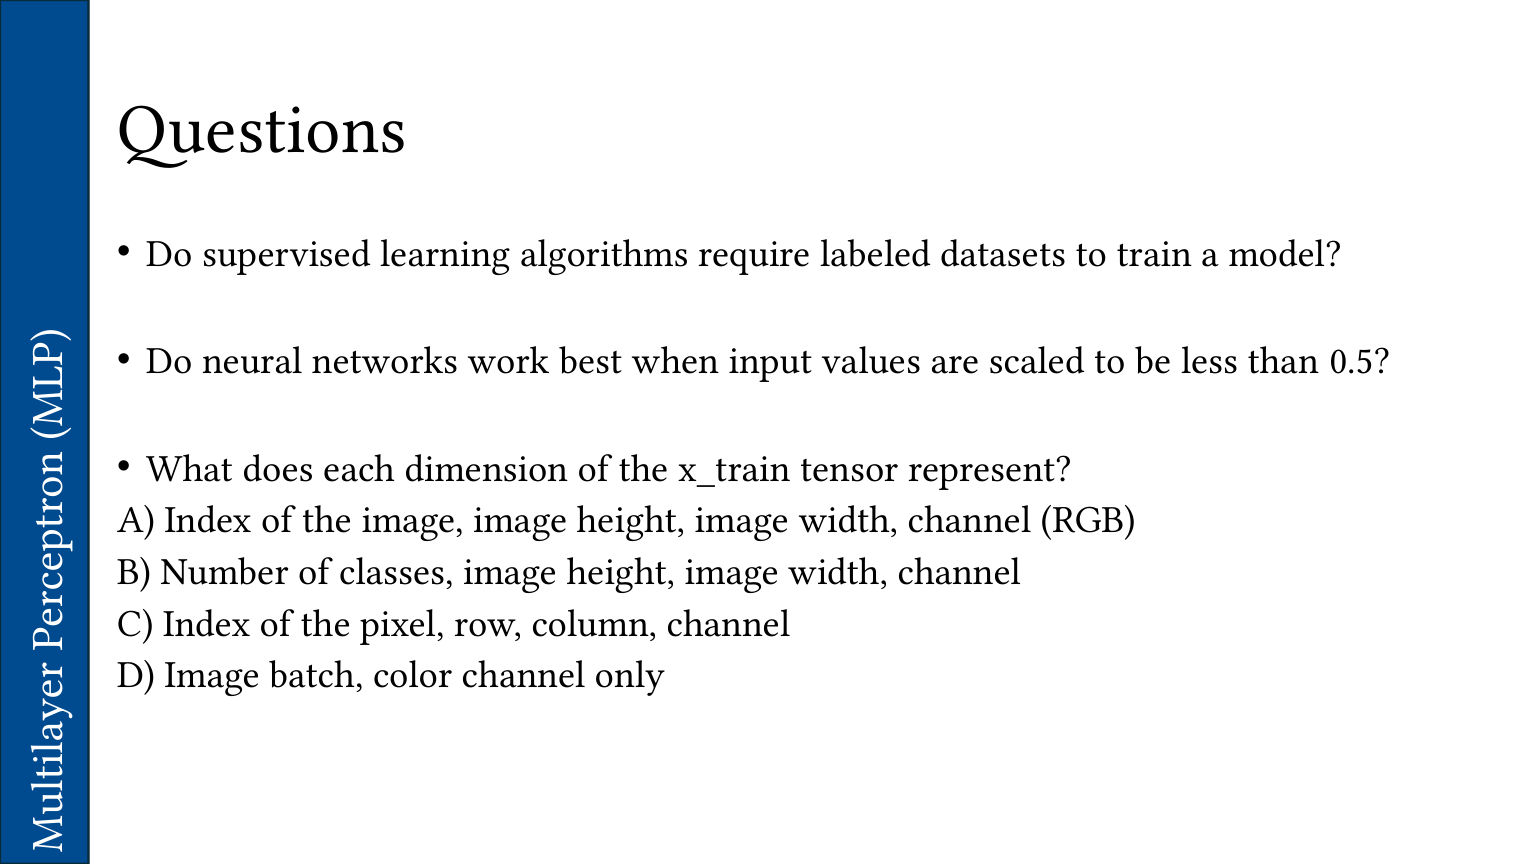 Multilayer Perceptron (MLP)
Questions
• Do supervised learning algorithms require labeled datasets to train a model?
• Do neural networks work best when input values are scaled to be less than 0.5?
• What does each dimension of the x_train tensor represent?
A) Index of the image, image height, image width, channel (RGB)
B) Number of classes, image height, image width, channel
C) Index of the pixel, row, column, channel
D) Image batch, color channel only